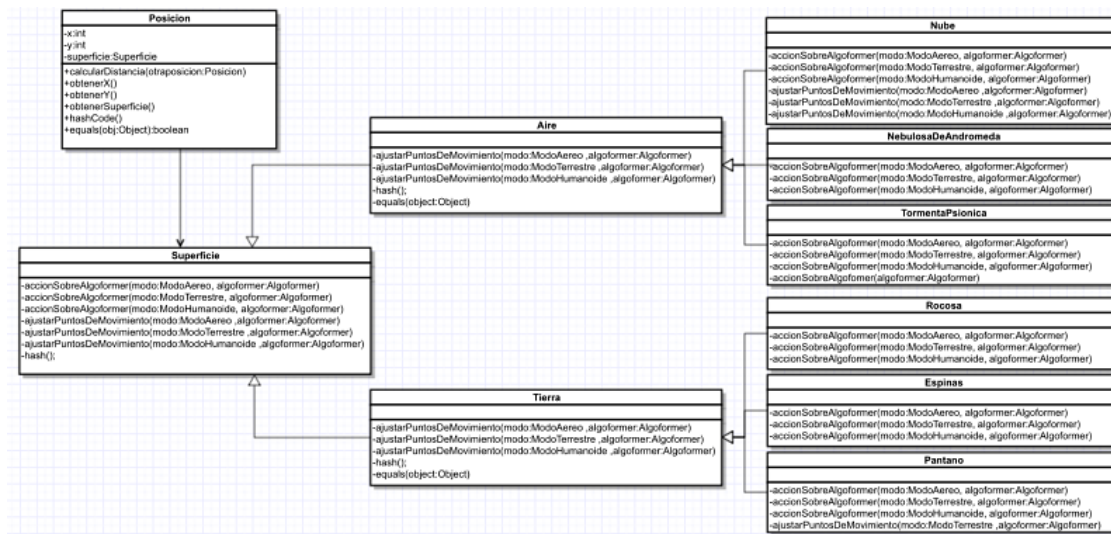 Posicion
-x:int
-y:int
-superficie:Superficie
+calcularDistancia(otraposicion:Posicion)
+obtenerX()
+obtenerY()
+obtenerSuperficie()
+hashCode()
+equals(obj:Object):boolean
Superficie
-accionSobreAlgoformer(modo:ModoAereo, algoformer:Algoformer)
-accionSobreAlgoformer(modo:ModoTerrestre, algoformer:Algoformer)
-accionSobreAlgoformer(modo:ModoHumanoide, algoformer:Algoformer)
-ajustarPuntosDeMovimiento(modo:ModoAereo ,algoformer:Algoformer)
-ajustarPuntosDeMovimiento(modo:ModoTerrestre ,algoformer:Algoformer)
-ajustarPuntosDeMovimiento(modo:ModoHumanoide ,algoformer:Algoformer)
-hash();
Aire
-ajustarPuntosDeMovimiento(modo:ModoAereo ,algoformer:Algoformer)
-ajustarPuntosDeMovimiento(modo:ModoTerrestre ,algoformer:Algoformer)
-ajustarPuntosDeMovimiento(modo:ModoHumanoide ,algoformer:Algoformer)
-hash();
-equals(object:Object)
Tierra
-ajustarPuntosDeMovimiento(modo:ModoAereo ,algoformer:Algoformer)
-ajustarPuntosDeMovimiento(modo:ModoTerrestre ,algoformer:Algoformer)
-ajustarPuntosDeMovimiento(modo:ModoHumanoide ,algoformer:Algoformer)
-hash();
-equals(object:Object)
Nube
-accionSobreAlgoformer(modo:ModoAereo, algoformer:Algoformer)
-accionSobreAlgoformer(modo:ModoTerrestre, algoformer:Algoformer)
-accionSobreAlgoformer(modo:ModoHumanoide, algoformer:Algoformer)
-ajustarPuntosDeMovimiento(modo:ModoAereo ,algoformer:Algoformer)
-ajustarPuntosDeMovimiento(modo:ModoTerrestre ,algoformer:Algoformer)
-ajustarPuntosDeMovimiento(modo:ModoHumanoide ,algoformer:Algoformer)
NebulosaDeAndromeda
-accionSobreAlgoformer(modo:ModoAereo, algoformer:Algoformer)
-accionSobreAlgoformer(modo:ModoTerrestre, algoformer:Algoformer)
-accionSobreAlgoformer(modo:ModoHumanoide, algoformer:Algoformer)
TormentaPsionica
-accionSobreAlgoformer(modo:ModoAereo, algoformer:Algoformer)
-accionSobreAlgoformer(modo:ModoTerrestre, algoformer:Algoformer)
-accionSobreAlgoformer(modo:ModoHumanoide, algoformer:Algoformer)
-accionSobreAlgofomer(algoformer:Algoformer)
Rocosa
-accionSobreAlgoformer(modo:ModoAereo, algoformer:Algoformer)
-accionSobreAlgoformer(modo:ModoTerrestre, algoformer:Algoformer)
-accionSobreAlgoformer(modo:ModoHumanoide, algoformer:Algoformer)
Espinas
-accionSobreAlgoformer(modo:ModoAereo, algoformer:Algoformer)
-accionSobreAlgoformer(modo:ModoTerrestre, algoformer:Algoformer)
-accionSobreAlgoformer(modo:ModoHumanoide, algoformer:Algoformer)
Pantano
-accionSobreAlgoformer(modo:ModoAereo, algoformer:Algoformer)
-accionSobreAlgoformer(modo:ModoTerrestre, algoformer:Algoformer)
-accionSobreAlgoformer(modo:ModoHumanoide, algoformer:Algoformer)
-ajustarPuntosDeMovimiento(modo:ModoTerrestre ,algoformer:Algoformer)